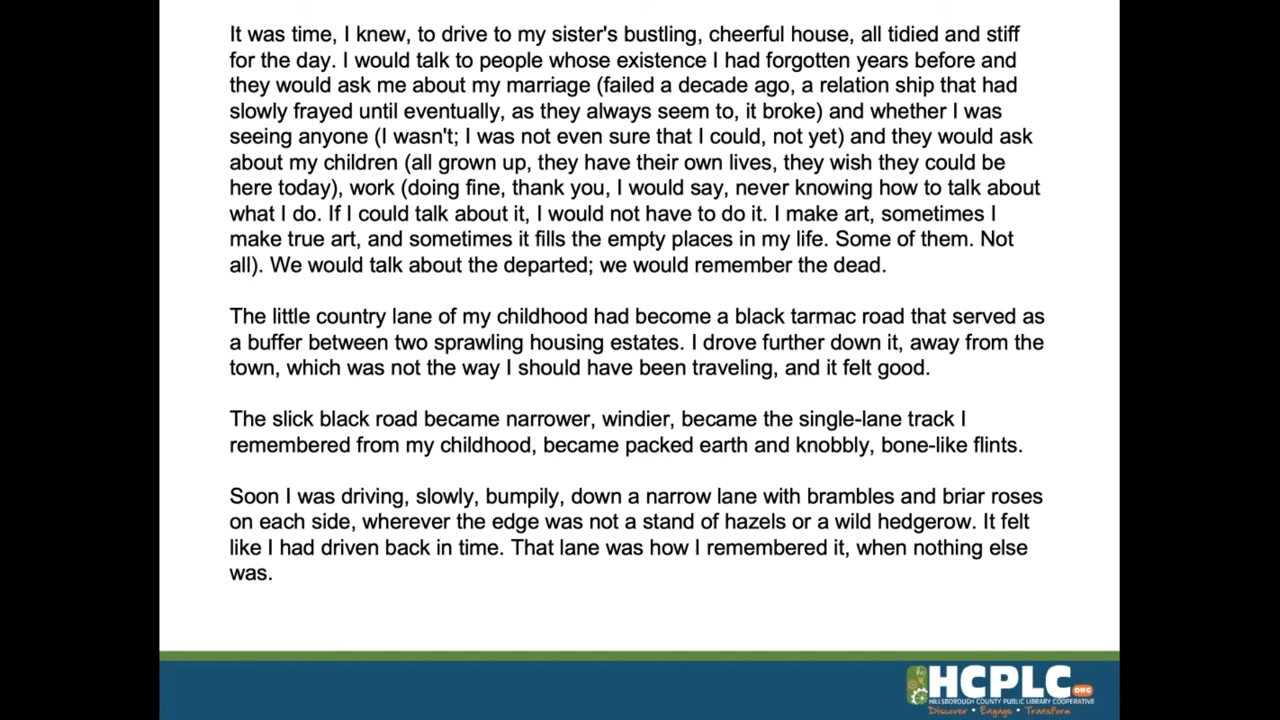 It was time, I knew, to drive to my sister's bustling, cheerful house, all tidied and stiff
for the day. I would talk to people whose existence I had forgotten years before and
they would ask me about my marriage (failed a decade ago, a relation ship that had
slowly frayed until eventually, as they always seem to, it broke) and whether I was
seeing anyone (I wasn't; I was not even sure that I could, not yet) and they would ask
about my children (all grown up, they have their own lives, they wish they could be
here today), work (doing fine, thank you, I would say, never knowing how to talk about
what I do. If I could talk about it, I would not have to do it. I make art, sometimes I
make true art, and sometimes it fills the empty places in my life. Some of them. Not
all). We would talk about the departed; we would remember the dead.
The little country lane of my childhood had become a black tarmac road that served as
a buffer between two sprawling housing estates. I drove further down it, away from the
town, which was not the way I should have been traveling, and it felt good.
The slick black road became narrower, windier, became the single-lane track I
remembered from my childhood, became packed earth and knobbly, bone-like flints.
Soon I was driving, slowly, bumpily, down a narrow lane with brambles and briar roses
on each side, wherever the edge was not a stand of hazels or a wild hedgerow. It felt
like I had driven back in time. That lane was how I remembered it, when nothing else
was.
HCPLC.ORG
HILLSBOROUGH COUNTY PUBLIC LIBRARY COOPERATIVE
Discover • Engage • Transform